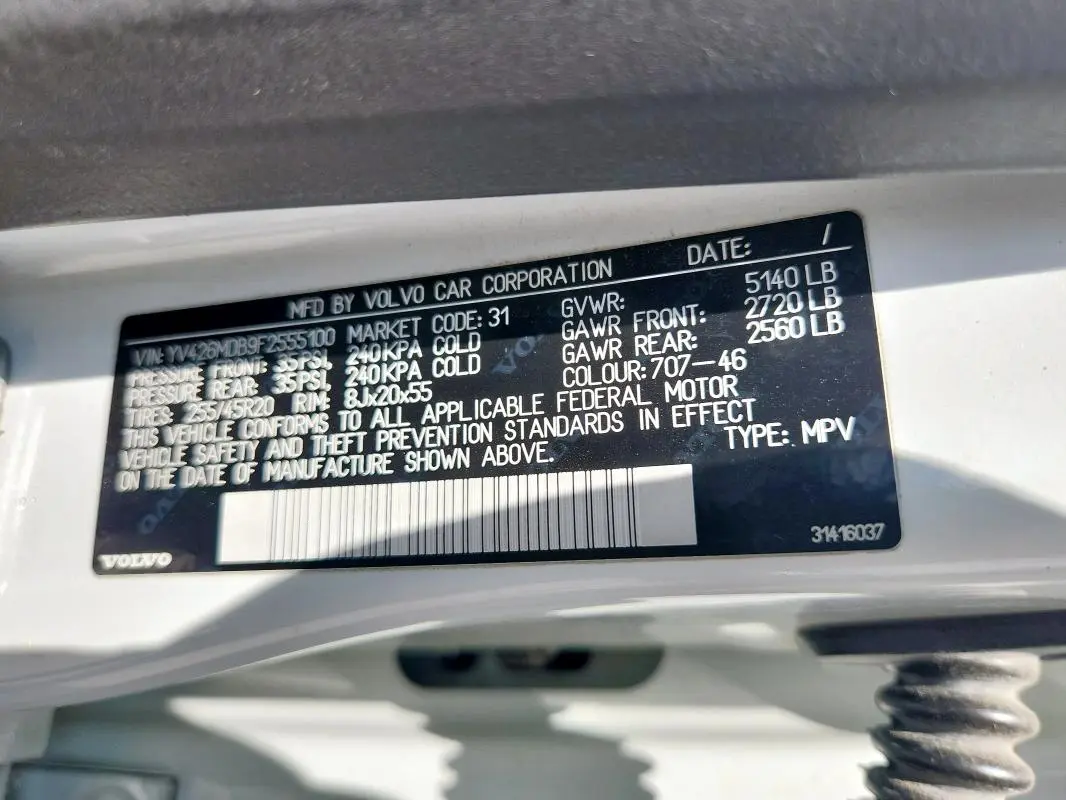 MFD BY VOLVO CAR CORPORATION DATE: /
VIN: YV426MDB9F2555100 MARKET CODE: 31 GVWR: 5140 LB
PRESSURE FRONT: 35PSI, 240KPA COLD GAWR FRONT: 2720 LB
PRESSURE REAR: 35PSI, 240KPA COLD GAWR REAR: 2560 LB
TIRES: 255/45R20 RIM: 8Jx20x55 COLOUR: 707-46
THIS VEHICLE CONFORMS TO ALL APPLICABLE FEDERAL MOTOR
VEHICLE SAFETY AND THEFT PREVENTION STANDARDS IN EFFECT
ON THE DATE OF MANUFACTURE SHOWN ABOVE. TYPE: MPV
VOLVO 31416037